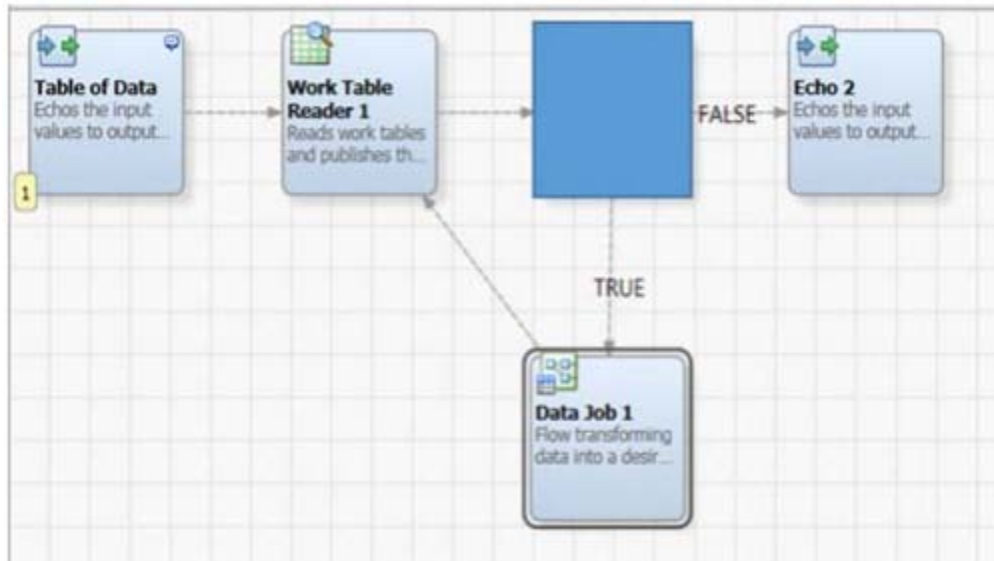 Table of Data
Echos the input
values to output...
1
Work Table
Reader 1
Reads work tables
and publishes th...
FALSE
Echo 2
Echos the input
values to output...
TRUE
Data Job 1
Flow transforming
data into a desir...